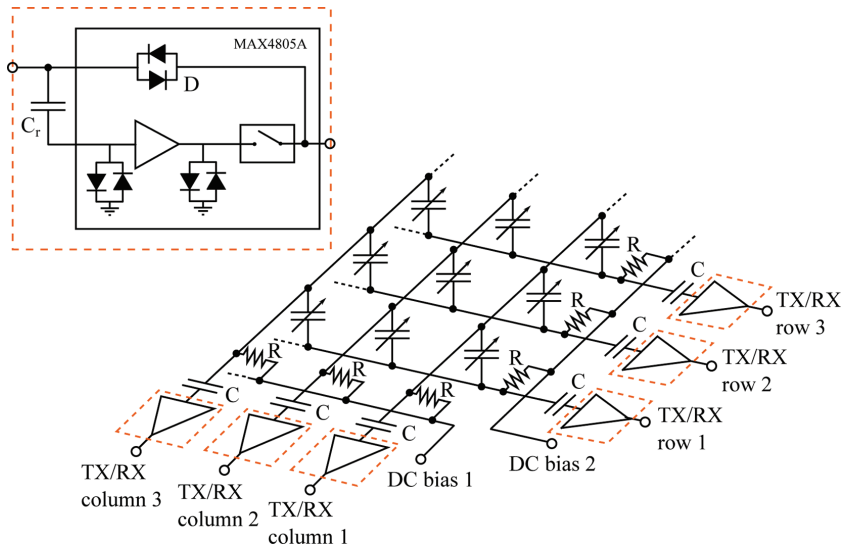 MAX4805A
D
Cr
R
C
TX/RX
row 3
R
C
TX/RX
row 2
R
C
TX/RX
row 1
R
R
R
C
C
C
DC bias 1
DC bias 2
TX/RX
column 3
TX/RX
column 2
TX/RX
column 1